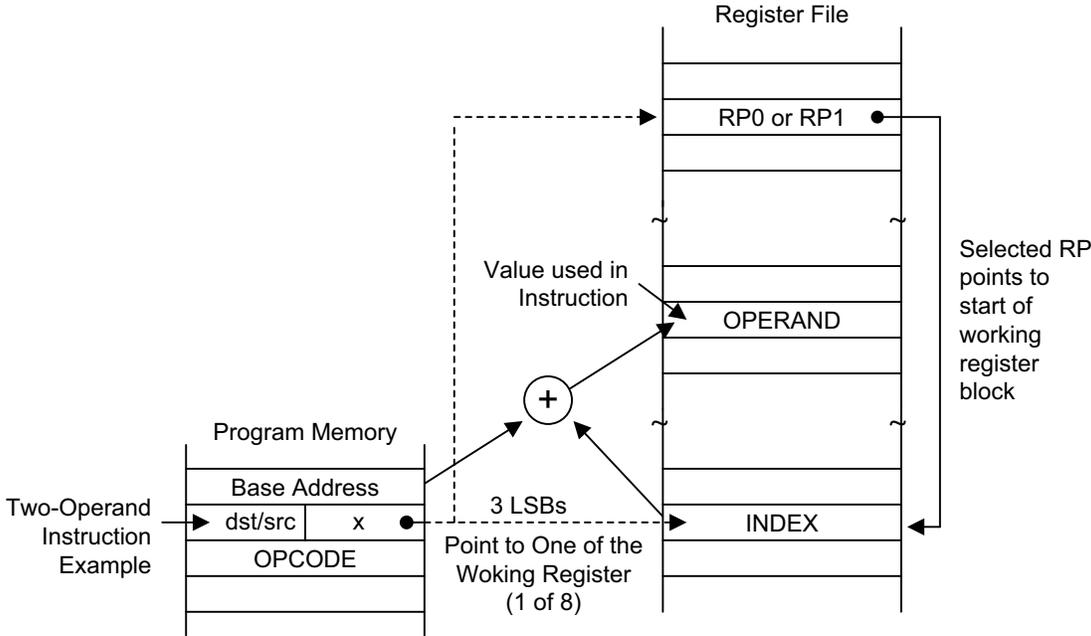 Register File
RP0 or RP1
Selected RP
points to
start of
working
register
block
Value used in
Instruction
OPERAND
+
Program Memory
Base Address
Two-Operand
Instruction
Example
dst/src
x
3 LSBs
INDEX
OPCODE
Point to One of the
Woking Register
(1 of 8)